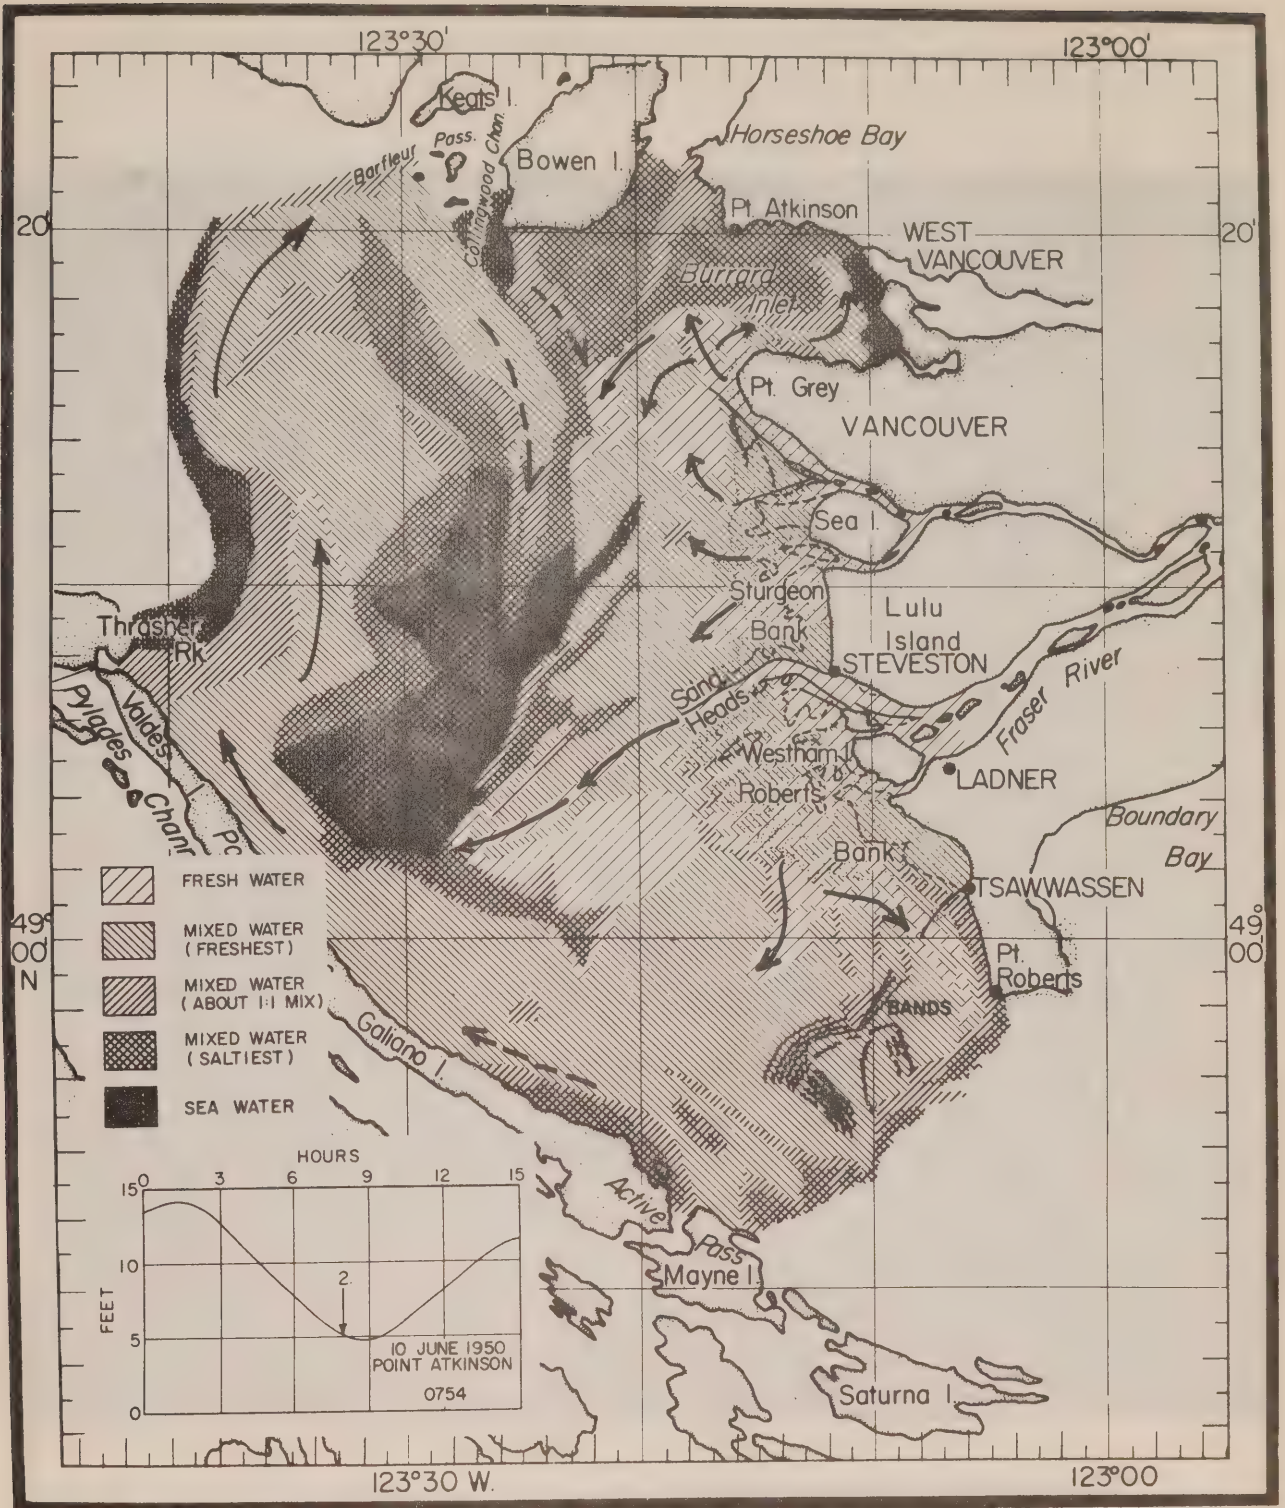 123°30'
123°00'
Keats I.
Pass.
Barfleur
Collingwood Chan.
Bowen I.
Horseshoe Bay
Pt. Atkinson
20'
20'
WEST
VANCOUVER
Burrard
Inlet
Pt. Grey
VANCOUVER
Sea I.
Sturgeon
Bank
Lulu
Island
Thrasher
Rk.
STEVESTON
Sand
Heads
Fraser River
Pylades
Chann
Valdes
I
Westham I.
LADNER
Roberts
Boundary
Bay
Po
Bank
TSAWWASSEN
FRESH WATER
MIXED WATER
(FRESHEST)
MIXED WATER
(ABOUT 1:1 MIX)
MIXED WATER
(SALTIEST)
SEA WATER
49°
00'
N
49°
00'
Pt.
Roberts
BANDS
Galiano I.
Active
Pass
Mayne I.
Saturna I.
HOURS
0 3 6 9 12 15
15
10
5
0
FEET
2.
10 JUNE 1950
POINT ATKINSON
0754
123°30 W.
123°00